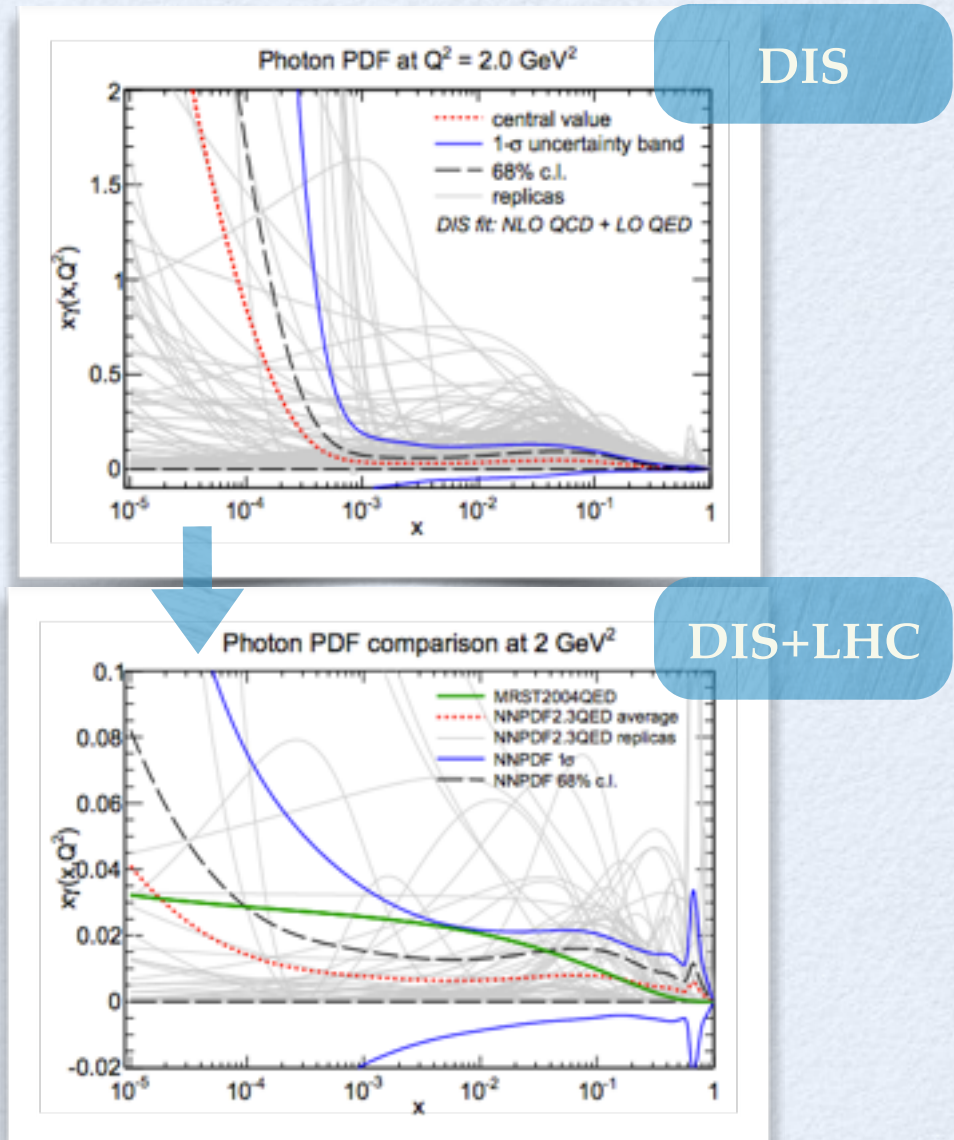 DIS
Photon PDF at Q² = 2.0 GeV²
central value
1-σ uncertainty band
68% c.l.
replicas
DIS fit: NLO QCD + LO QED
xγ(x,Q²)
2
1.5
1
0.5
0
10⁻⁵ 10⁻⁴ 10⁻³ 10⁻² 10⁻¹ 1
x
DIS+LHC
Photon PDF comparison at 2 GeV²
MRST2004QED
NNPDF2.3QED average
NNPDF2.3QED replicas
NNPDF 1σ
NNPDF 68% c.l.
xγ(x,Q²)
0.1
0.08
0.06
0.04
0.02
0
-0.02
10⁻⁵ 10⁻⁴ 10⁻³ 10⁻² 10⁻¹ 1
x